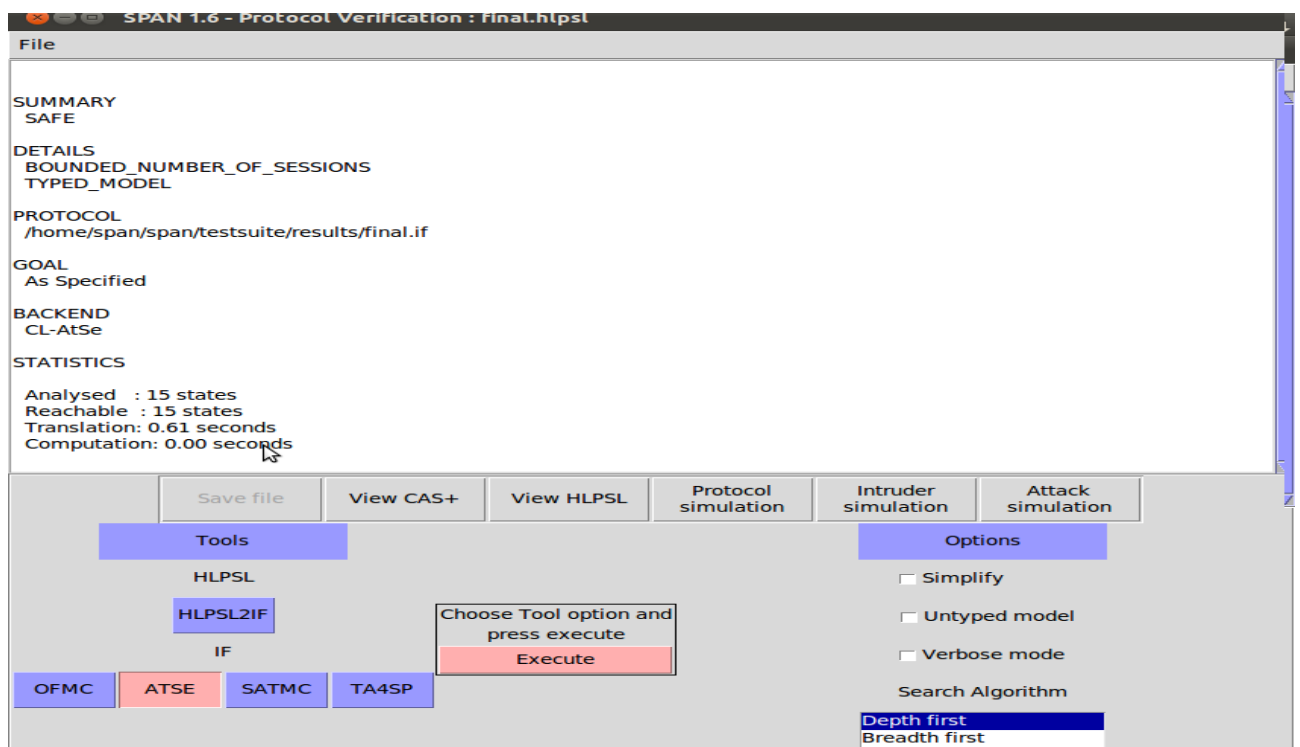 SPAN 1.6 - Protocol Verification : final.hlpsl
File
SUMMARY
SAFE
DETAILS
BOUNDED_NUMBER_OF_SESSIONS
TYPED_MODEL
PROTOCOL
/home/span/span/testsuite/results/final.if
GOAL
As Specified
BACKEND
CL-AtSe
STATISTICS
Analysed : 15 states
Reachable : 15 states
Translation: 0.61 seconds
Computation: 0.00 seconds
Save file
View CAS+
View HLPSL
Protocol
simulation
Intruder
simulation
Attack
simulation
Tools
HLPSL
HLPSL2IF
IF
OFMC
ATSE
SATMC
TA4SP
Choose Tool option and
press execute
Execute
Options
Simplify
Untyped model
Verbose mode
Search Algorithm
Depth first
Breadth first